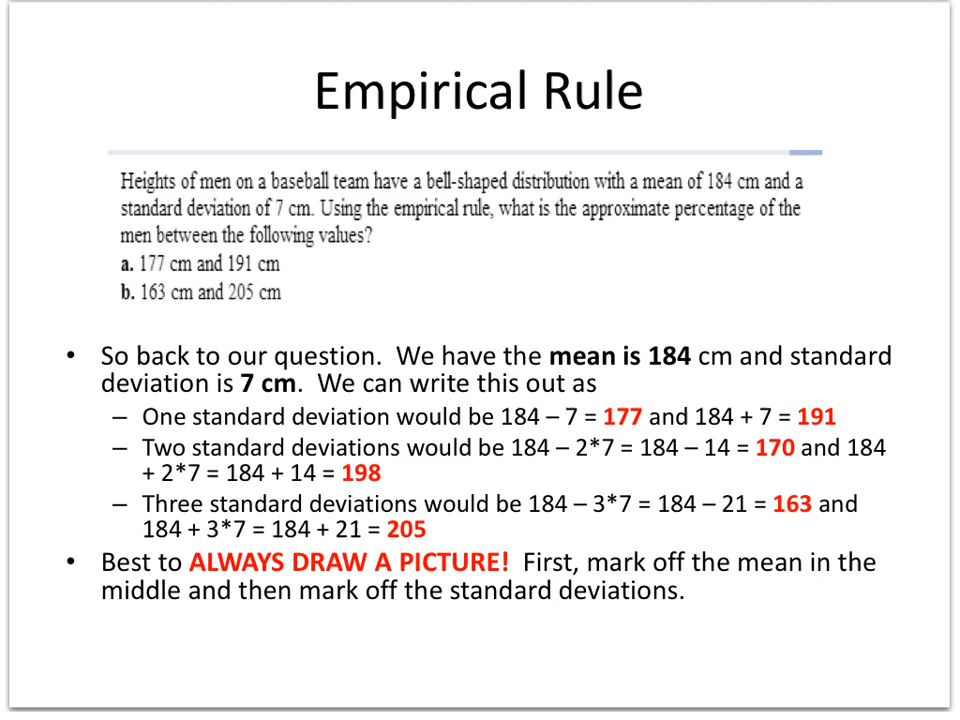 Empirical Rule
Heights of men on a baseball team have a bell-shaped distribution with a mean of 184 cm and a
standard deviation of 7 cm. Using the empirical rule, what is the approximate percentage of the
men between the following values?
a. 177 cm and 191 cm
b. 163 cm and 205 cm
• So back to our question. We have the mean is 184 cm and standard
deviation is 7 cm. We can write this out as
– One standard deviation would be 184 – 7 = 177 and 184 + 7 = 191
– Two standard deviations would be 184 – 2*7 = 184 – 14 = 170 and 184
+ 2*7 = 184 + 14 = 198
– Three standard deviations would be 184 – 3*7 = 184 – 21 = 163 and
184 + 3*7 = 184 + 21 = 205
• Best to ALWAYS DRAW A PICTURE! First, mark off the mean in the
middle and then mark off the standard deviations.